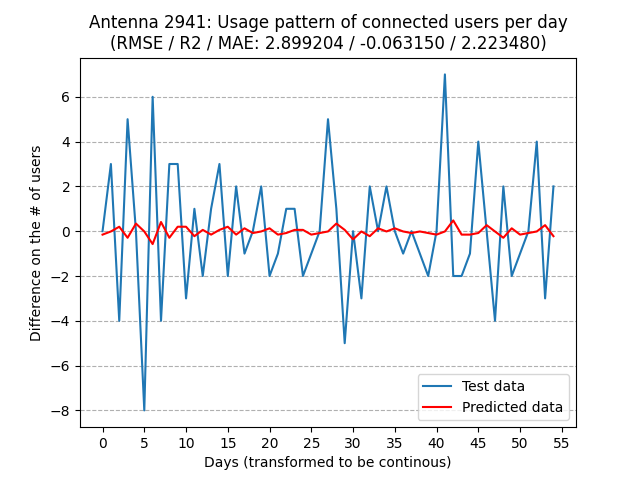 Antenna 2941: Usage pattern of connected users per day
(RMSE / R2 / MAE: 2.899204 / -0.063150 / 2.223480)
Difference on the # of users
6
4
2
0
−2
−4
−6
−8
Test data
Predicted data
0 5 10 15 20 25 30 35 40 45 50 55
Days (transformed to be continous)